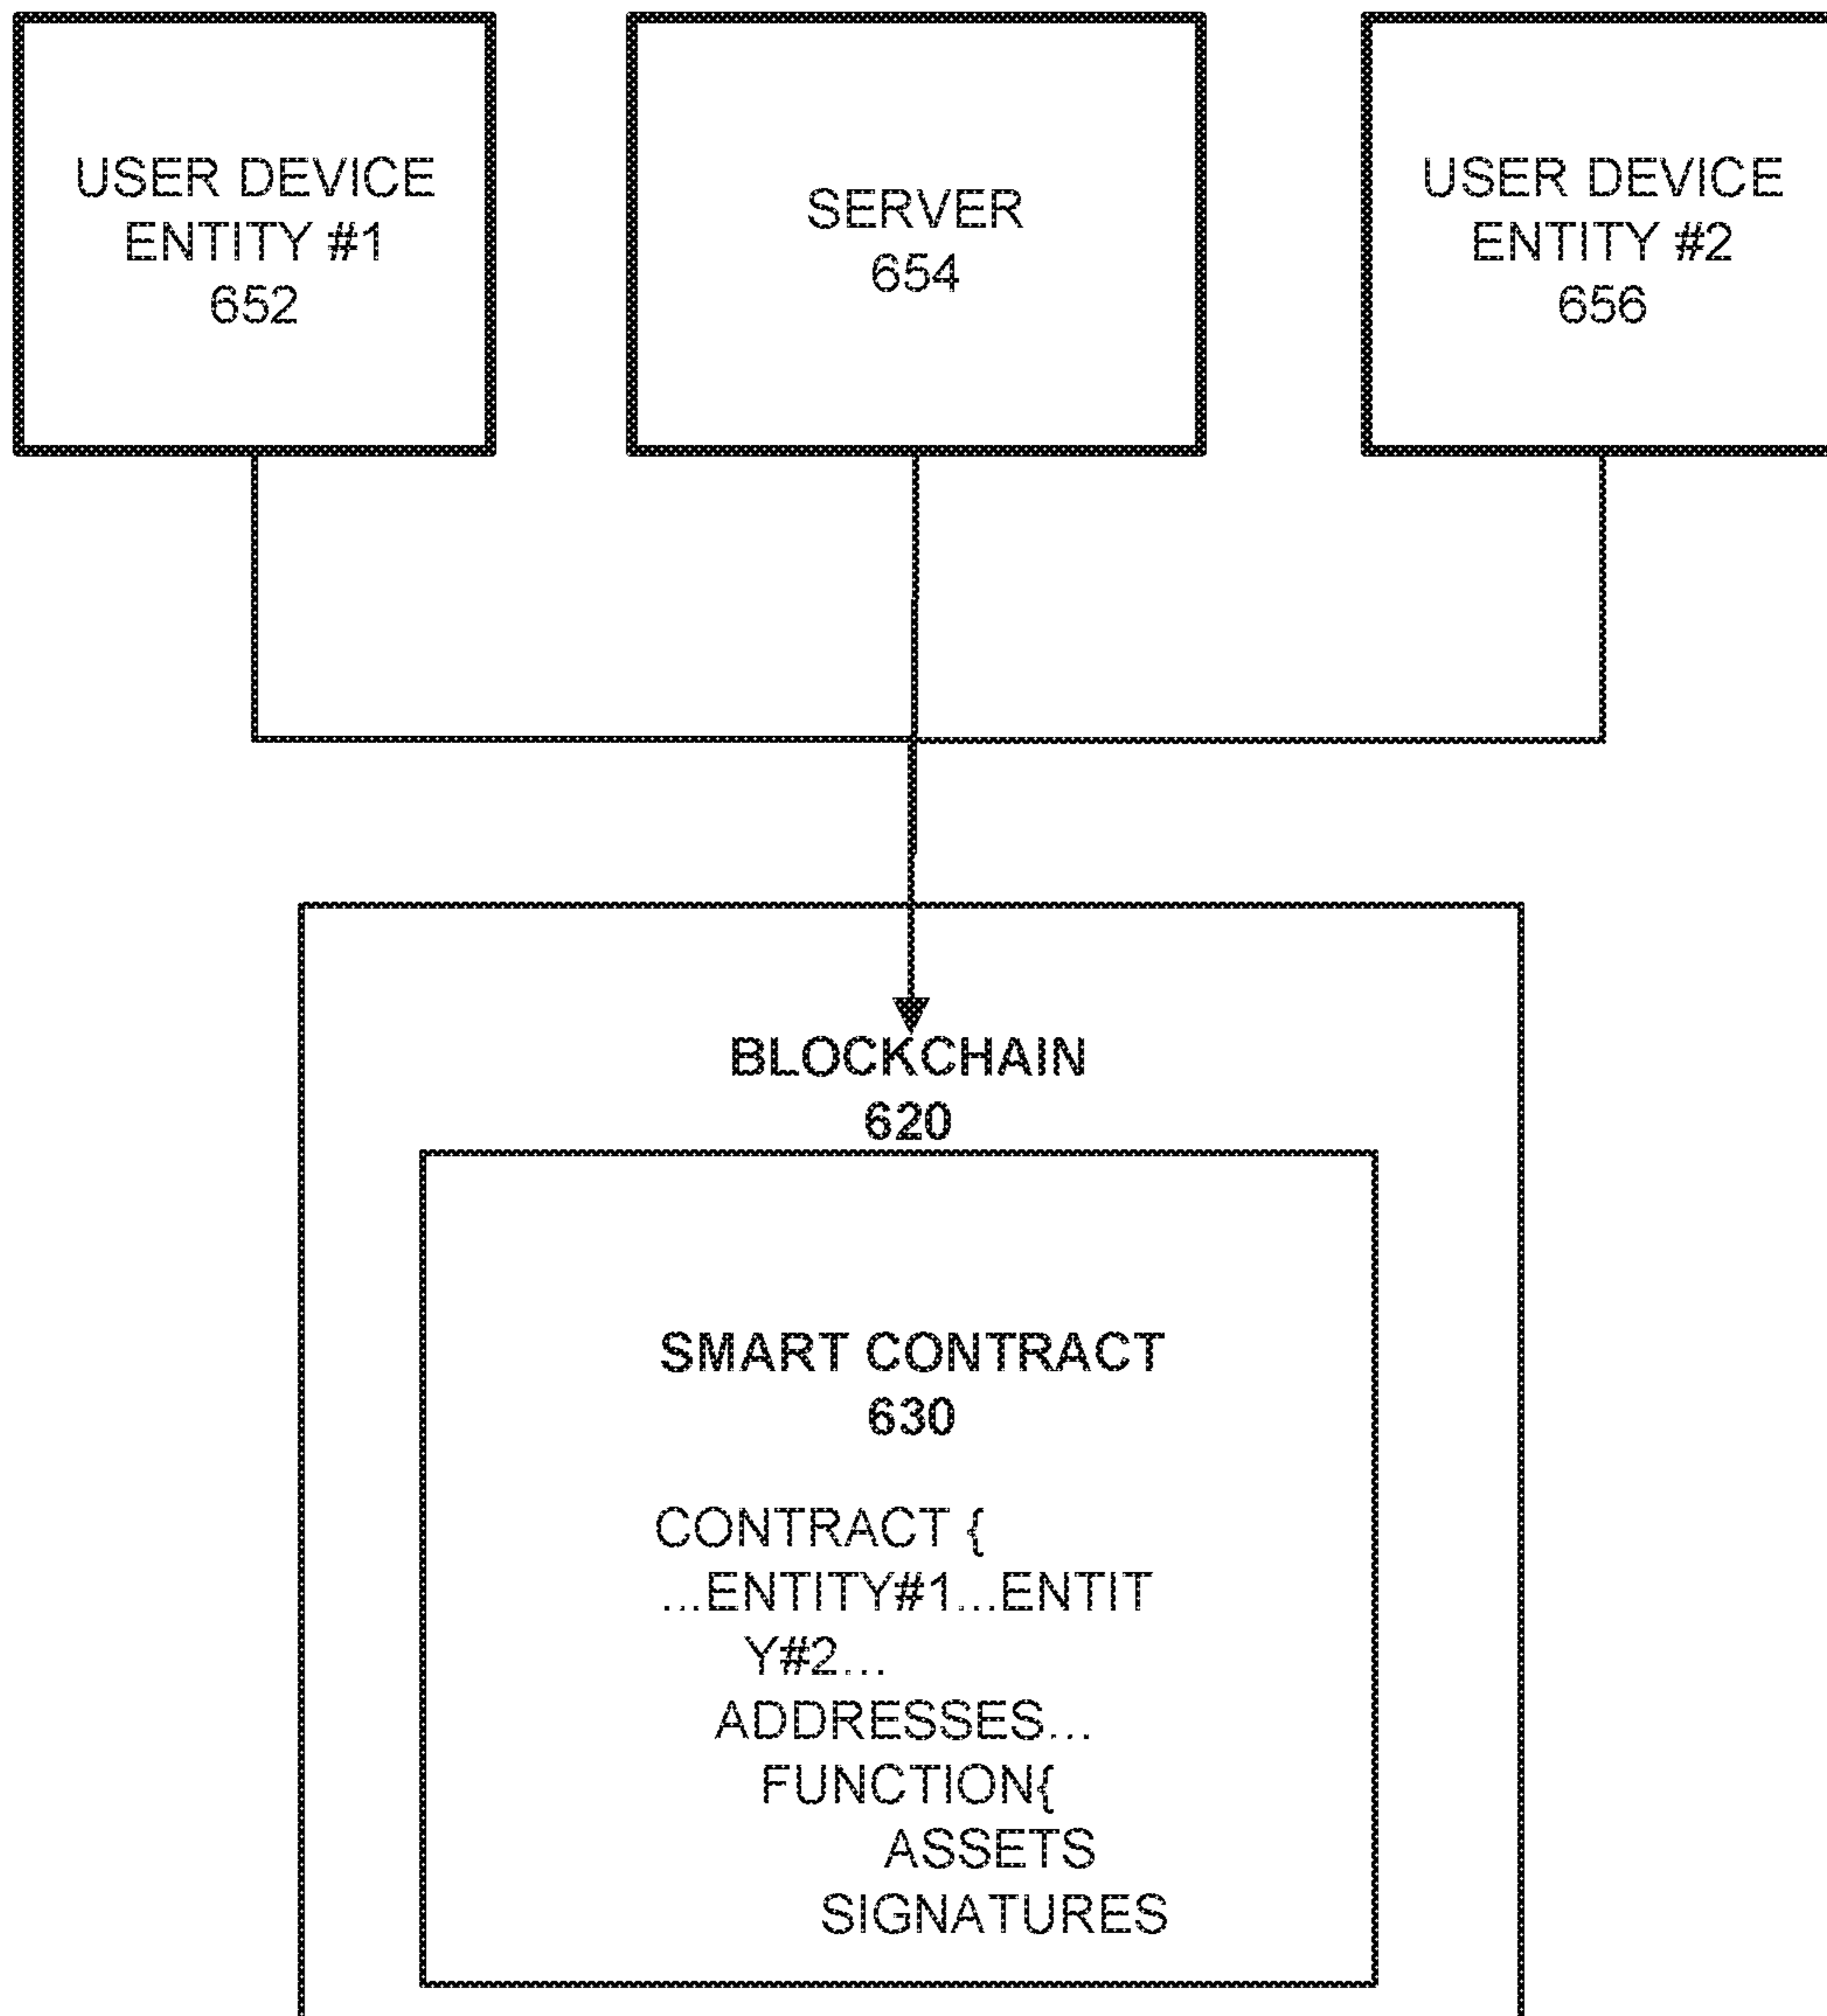 USER DEVICE
ENTITY #1
652
SERVER
654
USER DEVICE
ENTITY #2
656
BLOCKCHAIN
620
SMART CONTRACT
630
CONTRACT {
...ENTITY#1...ENTIT
Y#2...
ADDRESSES...
FUNCTION{
ASSETS
SIGNATURES